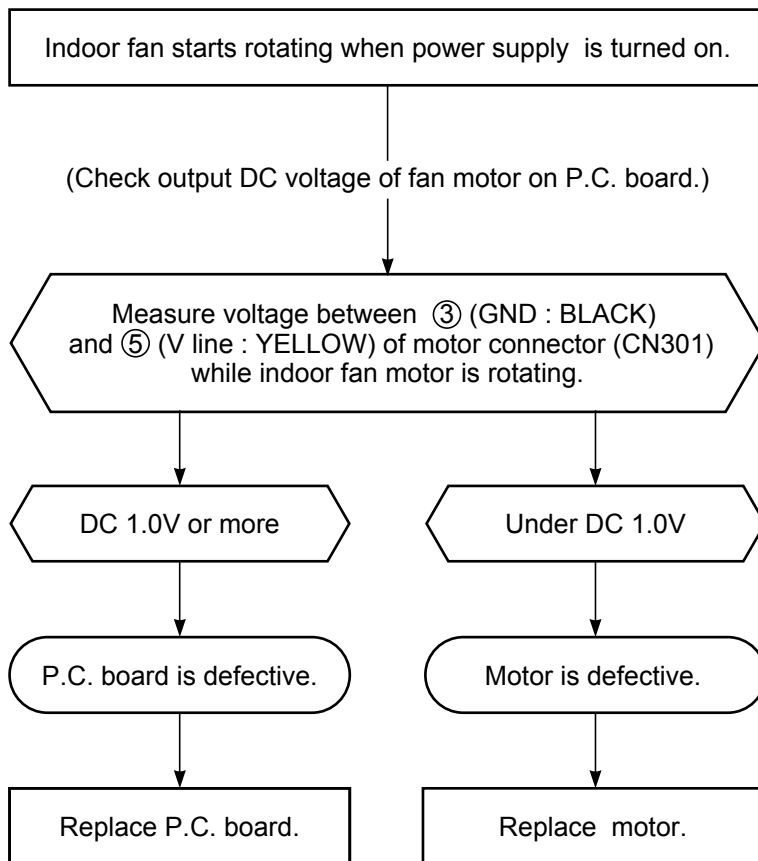 Indoor fan starts rotating when power supply is turned on.
(Check output DC voltage of fan motor on P.C. board.)
Measure voltage between ③ (GND : BLACK)
and ⑤ (V line : YELLOW) of motor connector (CN301)
while indoor fan motor is rotating.
DC 1.0V or more
Under DC 1.0V
P.C. board is defective.
Motor is defective.
Replace P.C. board.
Replace motor.